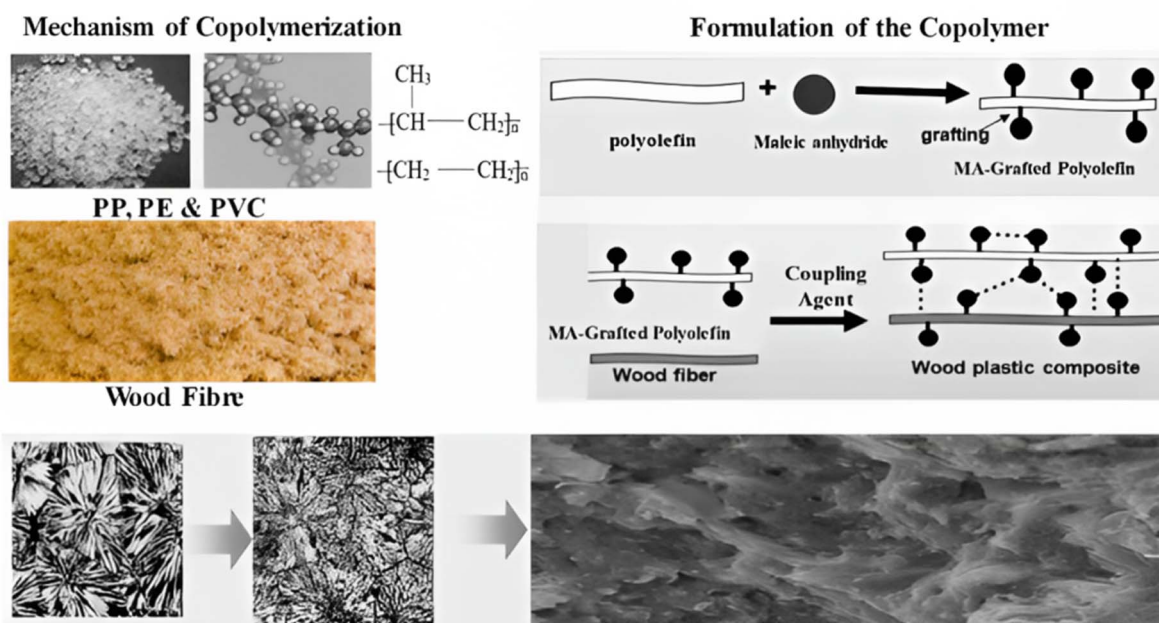 Mechanism of Copolymerization
CH₃
-[CH — CH₂]n
-[CH₂ — CH₂]n
PP, PE & PVC
Wood Fibre
Formulation of the Copolymer
+
polyolefin
Maleic anhydride
grafting
MA-Grafted Polyolefin
MA-Grafted Polyolefin
Wood fiber
Coupling
Agent
Wood plastic composite